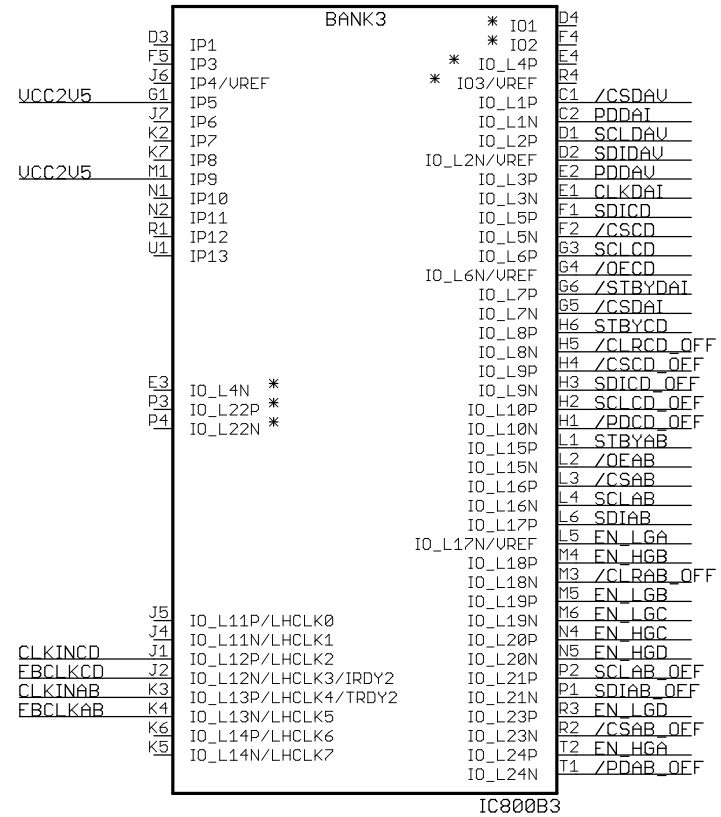 BANK3
D3 IP1
F5 IP3
J6 IP4/VREF
VCC2V5 G1 IP5
J7 IP6
K2 IP7
K7 IP8
VCC2V5 M1 IP9
N1 IP10
N2 IP11
R1 IP12
U1 IP13
E3 IO_L4N *
P3 IO_L22P *
P4 IO_L22N *
J5 IO_L11P/LHCLK0
J4 IO_L11N/LHCLK1
CLKINCD J1 IO_L12P/LHCLK2
FBCLKCD J2 IO_L12N/LHCLK3/IRDY2
CLKINAB K3 IO_L13P/LHCLK4/TRDY2
FBCLKAB K4 IO_L13N/LHCLK5
K6 IO_L14P/LHCLK6
K5 IO_L14N/LHCLK7
* IO1 D4
* IO2 F4
* IO_L4P E4
* IO3/VREF R4
IO_L1P C1 /CSDAV
IO_L1N C2 PDDAI
IO_L2P D1 SCLDAV
IO_L2N/VREF D2 SDIDAV
IO_L3P E2 PDDAV
IO_L3N E1 CLKDAI
IO_L5P F1 SDICD
IO_L5N F2 /CSCD
IO_L6P G3 SCLCD
IO_L6N/VREF G4 /OECD
IO_L7P G6 /STBYDAI
IO_L7N G5 /CSDAI
IO_L8P H6 STBYCD
IO_L8N H5 /CLRCD_OFF
IO_L9P H4 /CSCD_OFF
IO_L9N H3 SDICD_OFF
IO_L10P H2 SCLCD_OFF
IO_L10N H1 /PDCD_OFF
IO_L15P L1 STBYAB
IO_L15N L2 /OEAB
IO_L16P L3 /CSAB
IO_L16N L4 SCLAB
IO_L17P L6 SDIAB
IO_L17N/VREF L5 EN_LGA
IO_L18P M4 EN_HGB
IO_L18N M3 /CLRAB_OFF
IO_L19P M5 EN_LGB
IO_L19N M6 EN_LGC
IO_L20P N4 EN_HGC
IO_L20N N5 EN_HGD
IO_L21P P2 SCLAB_OFF
IO_L21N P1 SDIAB_OFF
IO_L23P R3 EN_LGD
IO_L23N R2 /CSAB_OFF
IO_L24P T2 EN_HGA
IO_L24N T1 /PDAB_OFF
IC800B3